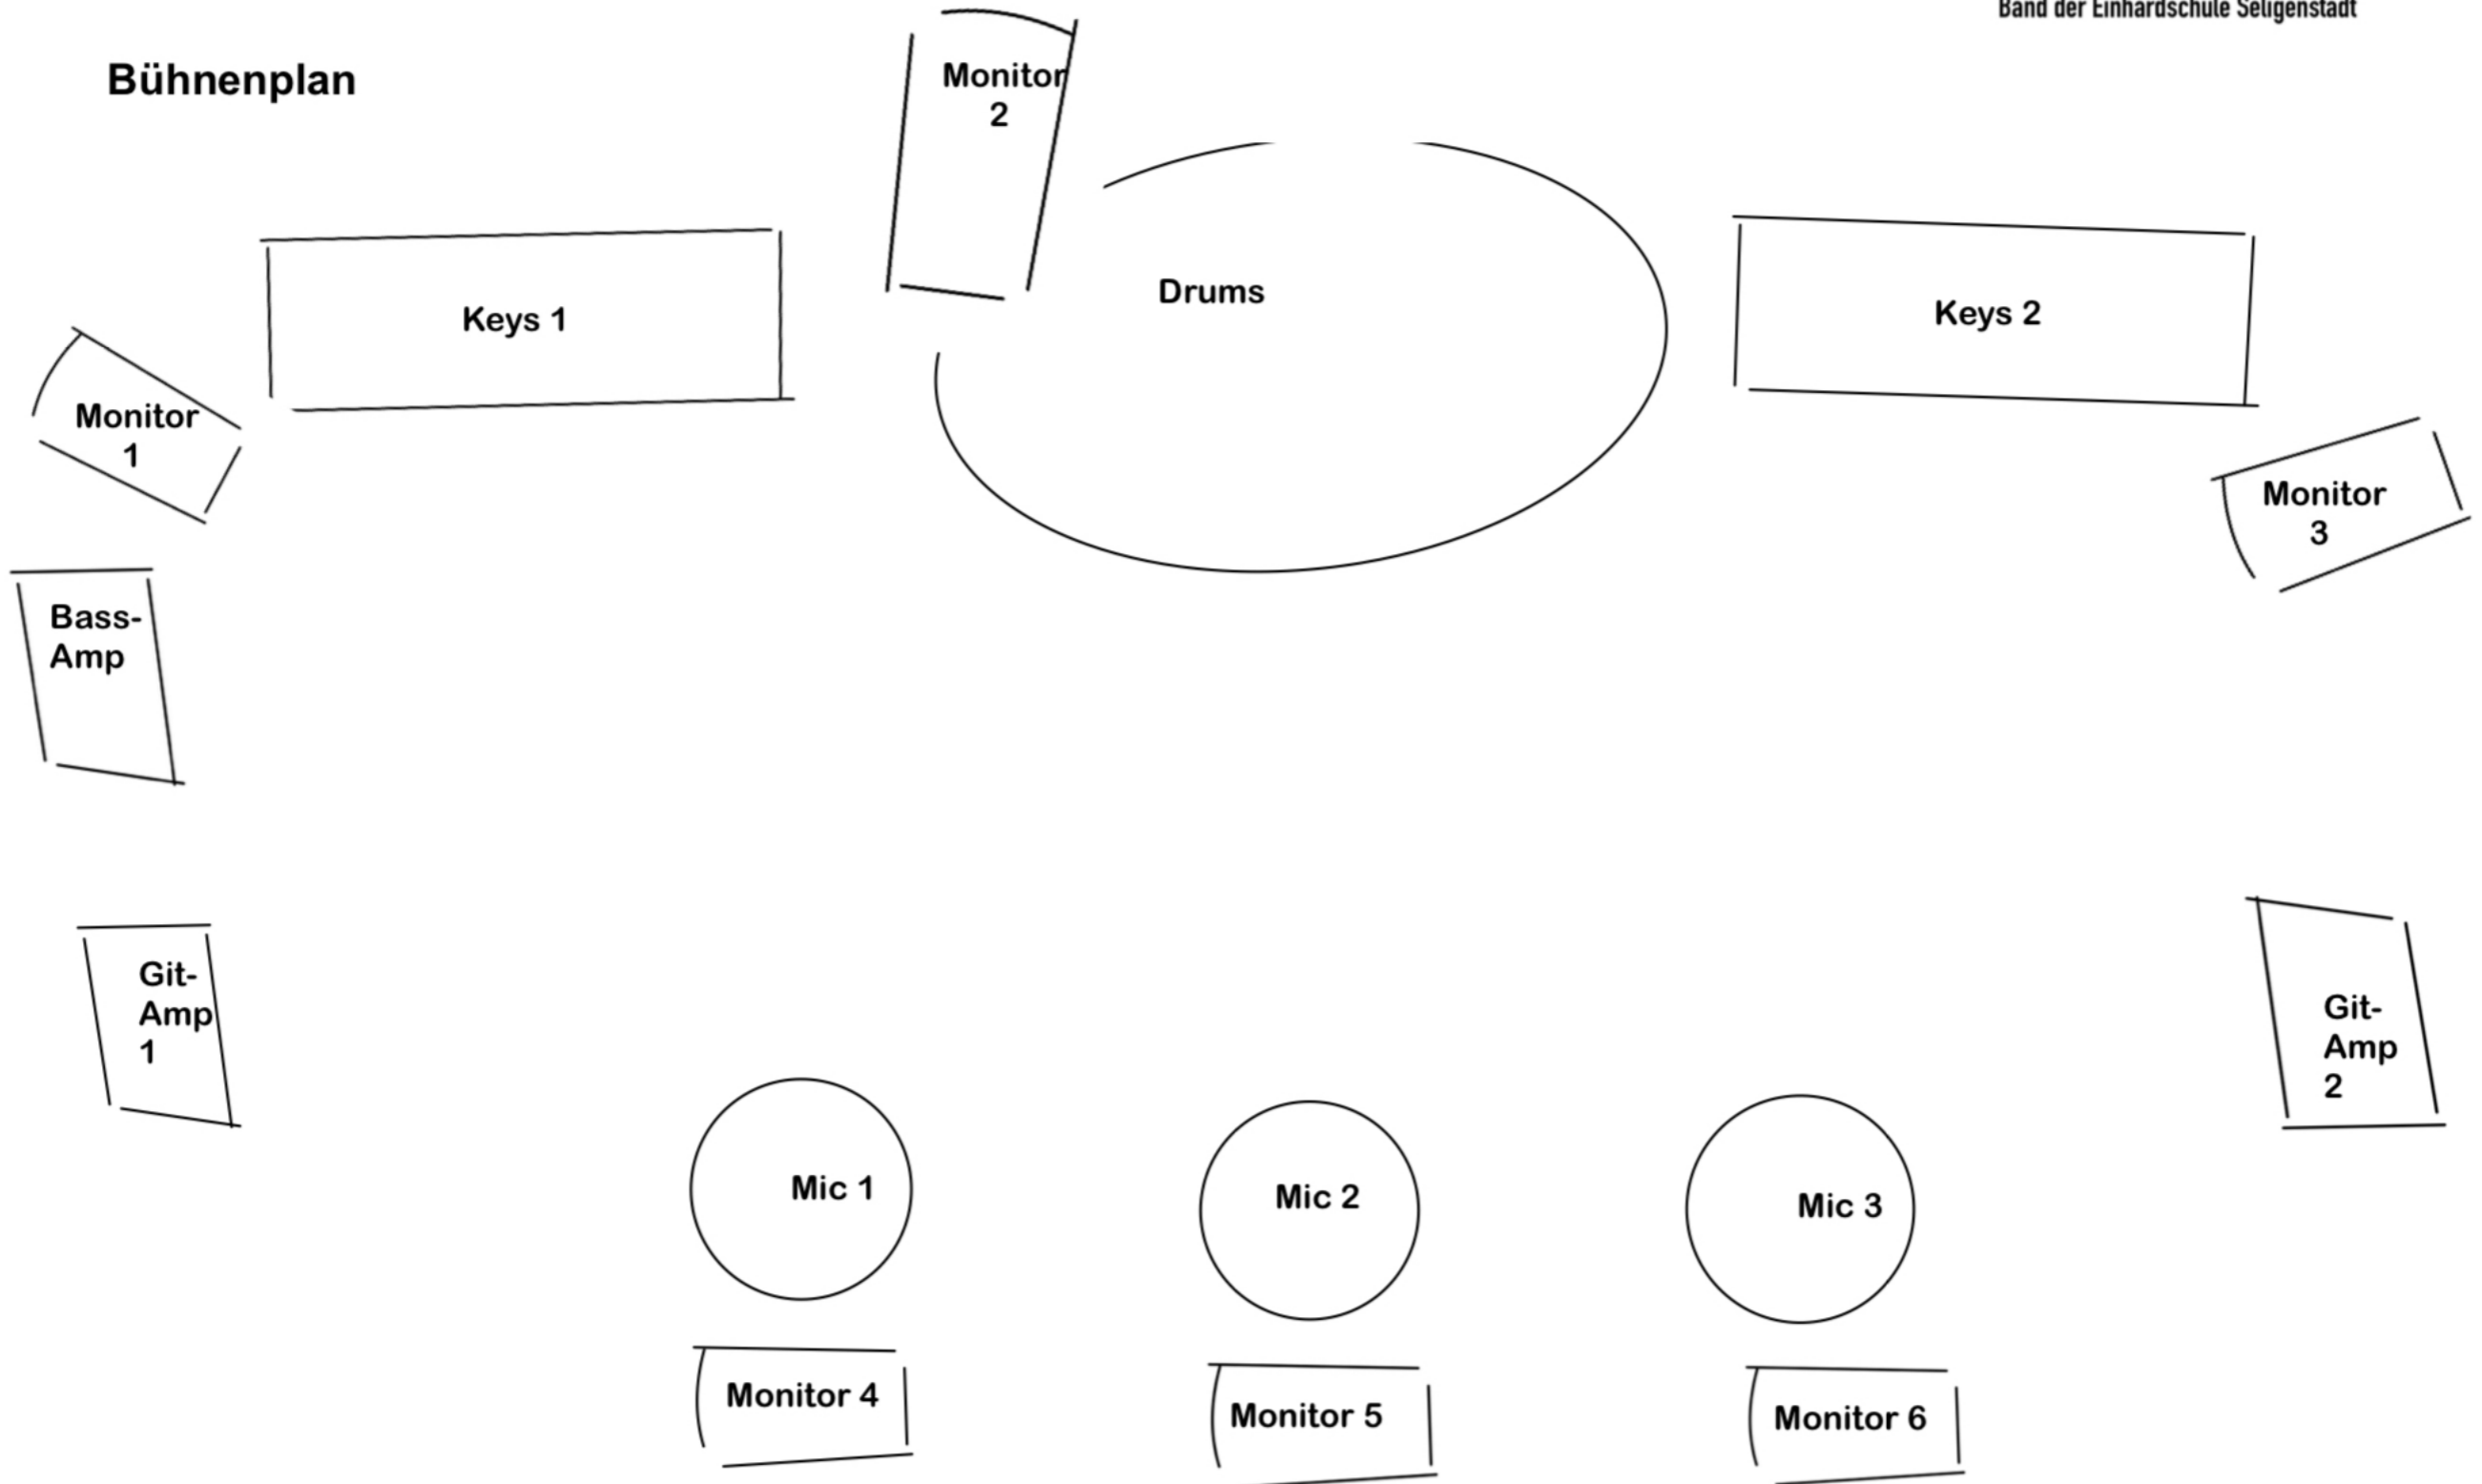 Band der Einhardschule Seligenstadt
Bühnenplan
Monitor
2
Drums
Keys 1
Keys 2
Monitor
1
Monitor
3
Bass-
Amp
Git-
Amp
1
Git-
Amp
2
Mic 1
Mic 2
Mic 3
Monitor 4
Monitor 5
Monitor 6